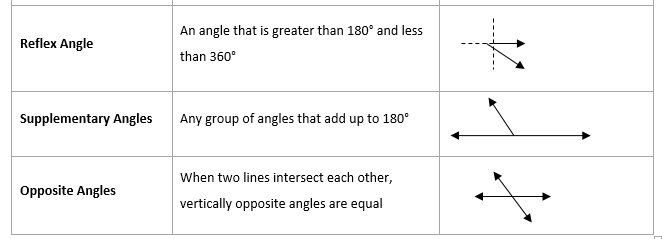 Reflex Angle
An angle that is greater than 180° and less
than 360°
Supplementary Angles
Any group of angles that add up to 180°
Opposite Angles
When two lines intersect each other,
vertically opposite angles are equal